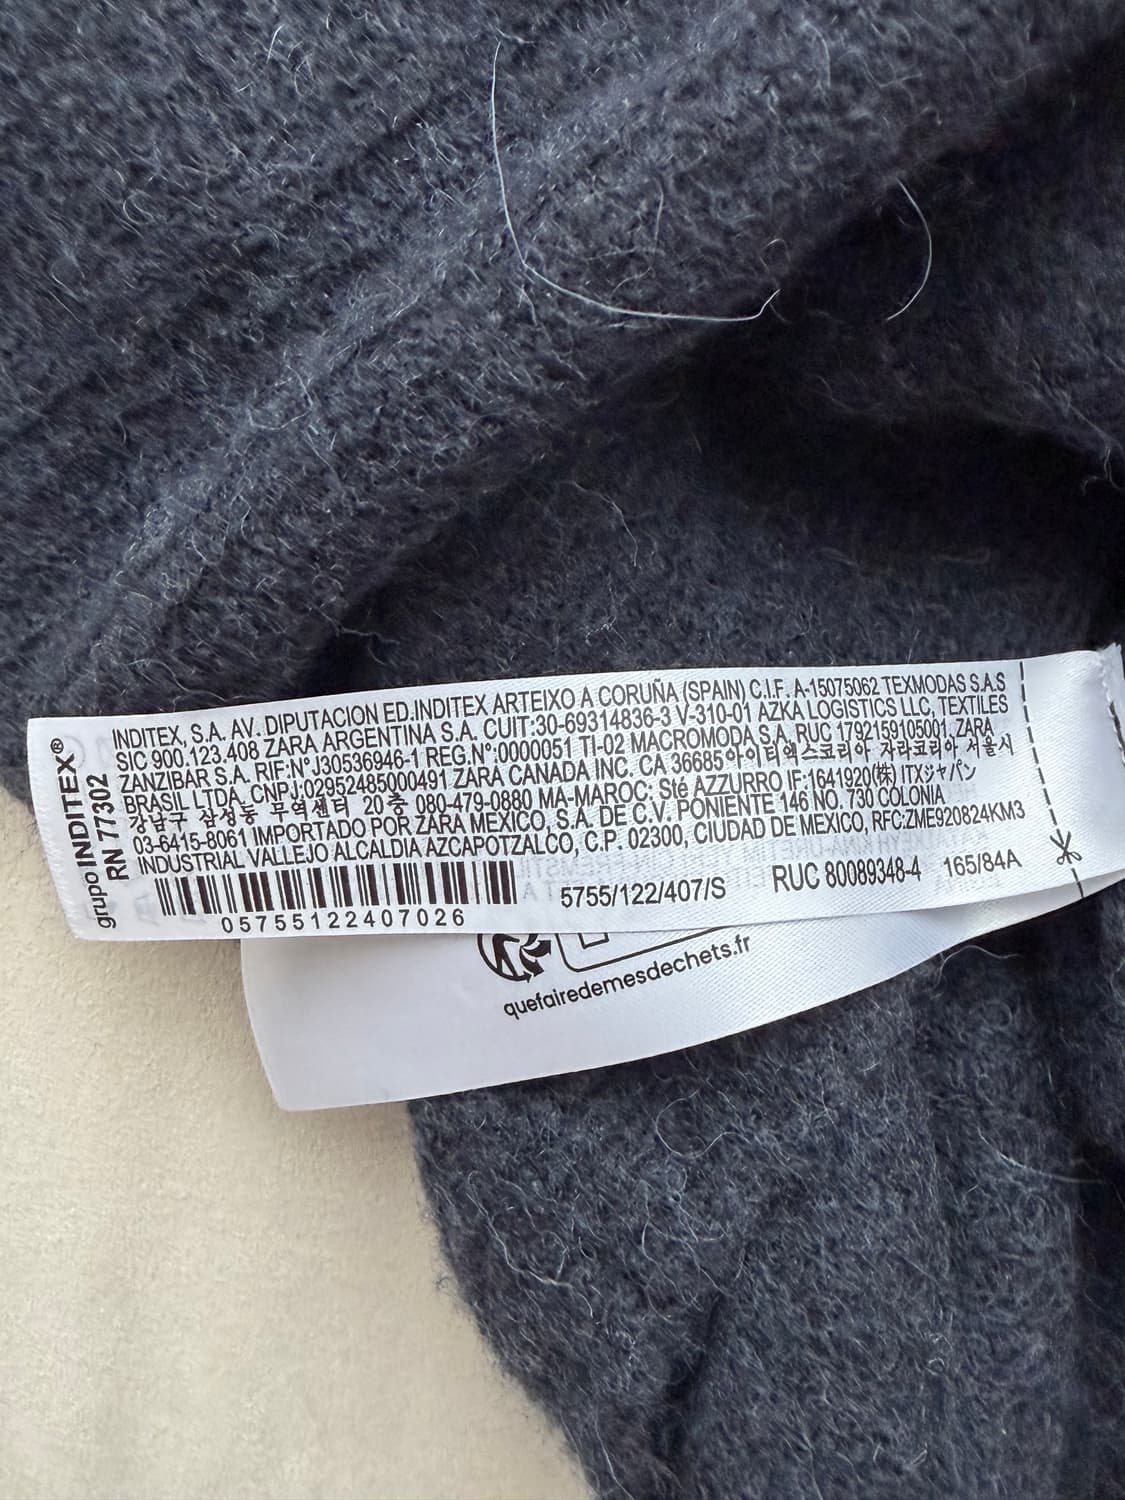 grupo INDITEX®
RN 77302
INDITEX, S.A. AV. DIPUTACION ED.INDITEX ARTEIXO A CORUÑA (SPAIN) C.I.F. A-15075062 TEXMODAS S.A.S
SIC 900.123.408 ZARA ARGENTINA S.A. CUIT:30-69314836-3 V-310-01 AZKA LOGISTICS LLC, TEXTILES
ZANZIBAR S.A. RIF:N°J30536946-1 REG.N°:0000051 TI-02 MACROMODA S.A, RUC 1792159105001, ZARA
BRASIL LTDA, CNPJ:02952485000491 ZARA CANADA INC. CA 36685아이티엑스코리아 자라코리아 서울시
강남구 삼성동 무역센터 20층 080-479-0880 MA-MAROC: Sté AZZURRO IF:1641920(株) ITXジャパン
03-6415-8061 IMPORTADO POR ZARA MEXICO, S.A. DE C.V. PONIENTE 146 NO. 730 COLONIA
INDUSTRIAL VALLEJO ALCALDIA AZCAPOTZALCO, C.P. 02300, CIUDAD DE MEXICO, RFC:ZME920824KM3
05755122407026
5755/122/407/S RUC 80089348-4 165/84A
quefairedemesdechets.fr